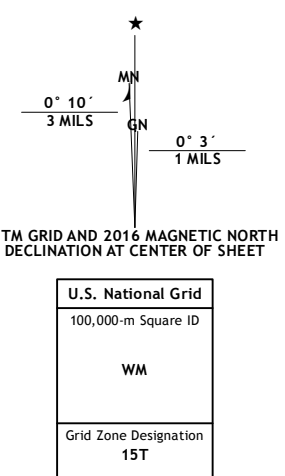 ★
MN
0° 10´
3 MILS
GN
0° 3´
1 MILS
TM GRID AND 2016 MAGNETIC NORTH
DECLINATION AT CENTER OF SHEET
U.S. National Grid
100,000-m Square ID
WM
Grid Zone Designation
15T